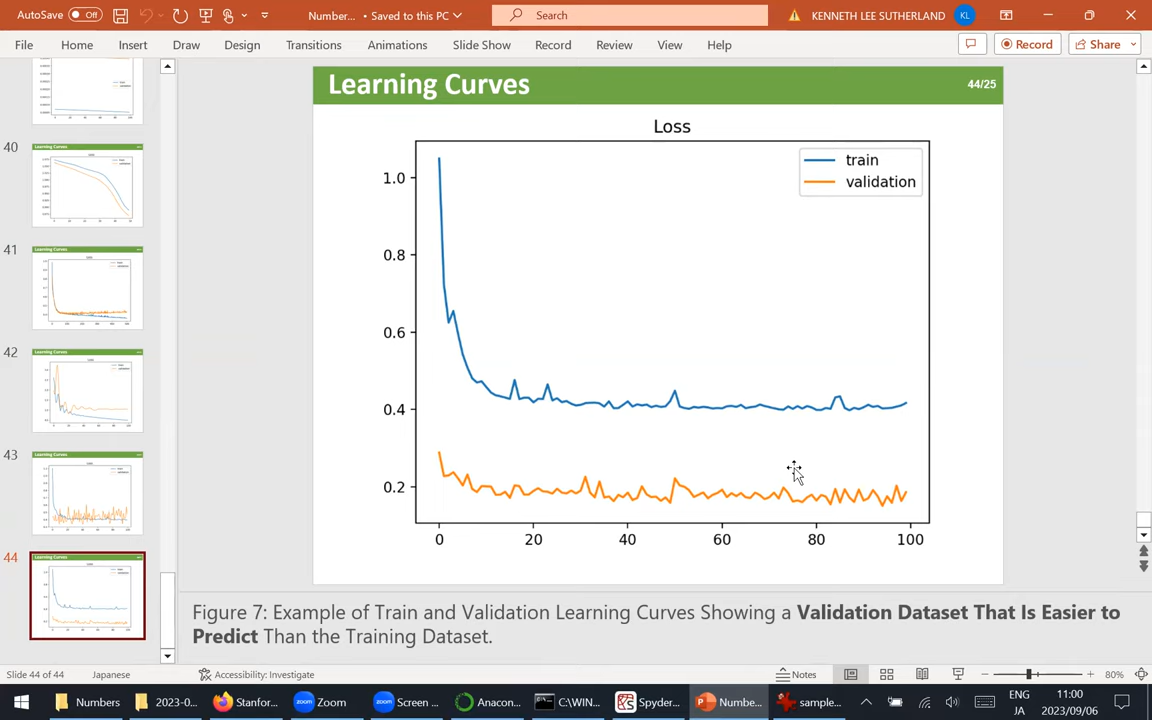 AutoSave Off Number... • Saved to this PC Search KENNETH LEE SUTHERLAND KL
File Home Insert Draw Design Transitions Animations Slide Show Record Review View Help Record Share
40
41
42
43
44
Learning Curves 44/25
Loss
train
validation
1.0
0.8
0.6
0.4
0.2
0 20 40 60 80 100
Figure 7: Example of Train and Validation Learning Curves Showing a Validation Dataset That Is Easier to
Predict Than the Training Dataset.
Slide 44 of 44 Japanese Accessibility: Investigate Notes 80%
Numbers 2023-0... Stanfor... Zoom Screen ... Anacon... C:\WIN... Spyder... Numbe... sample... ENG
JA
11:00
2023/09/06